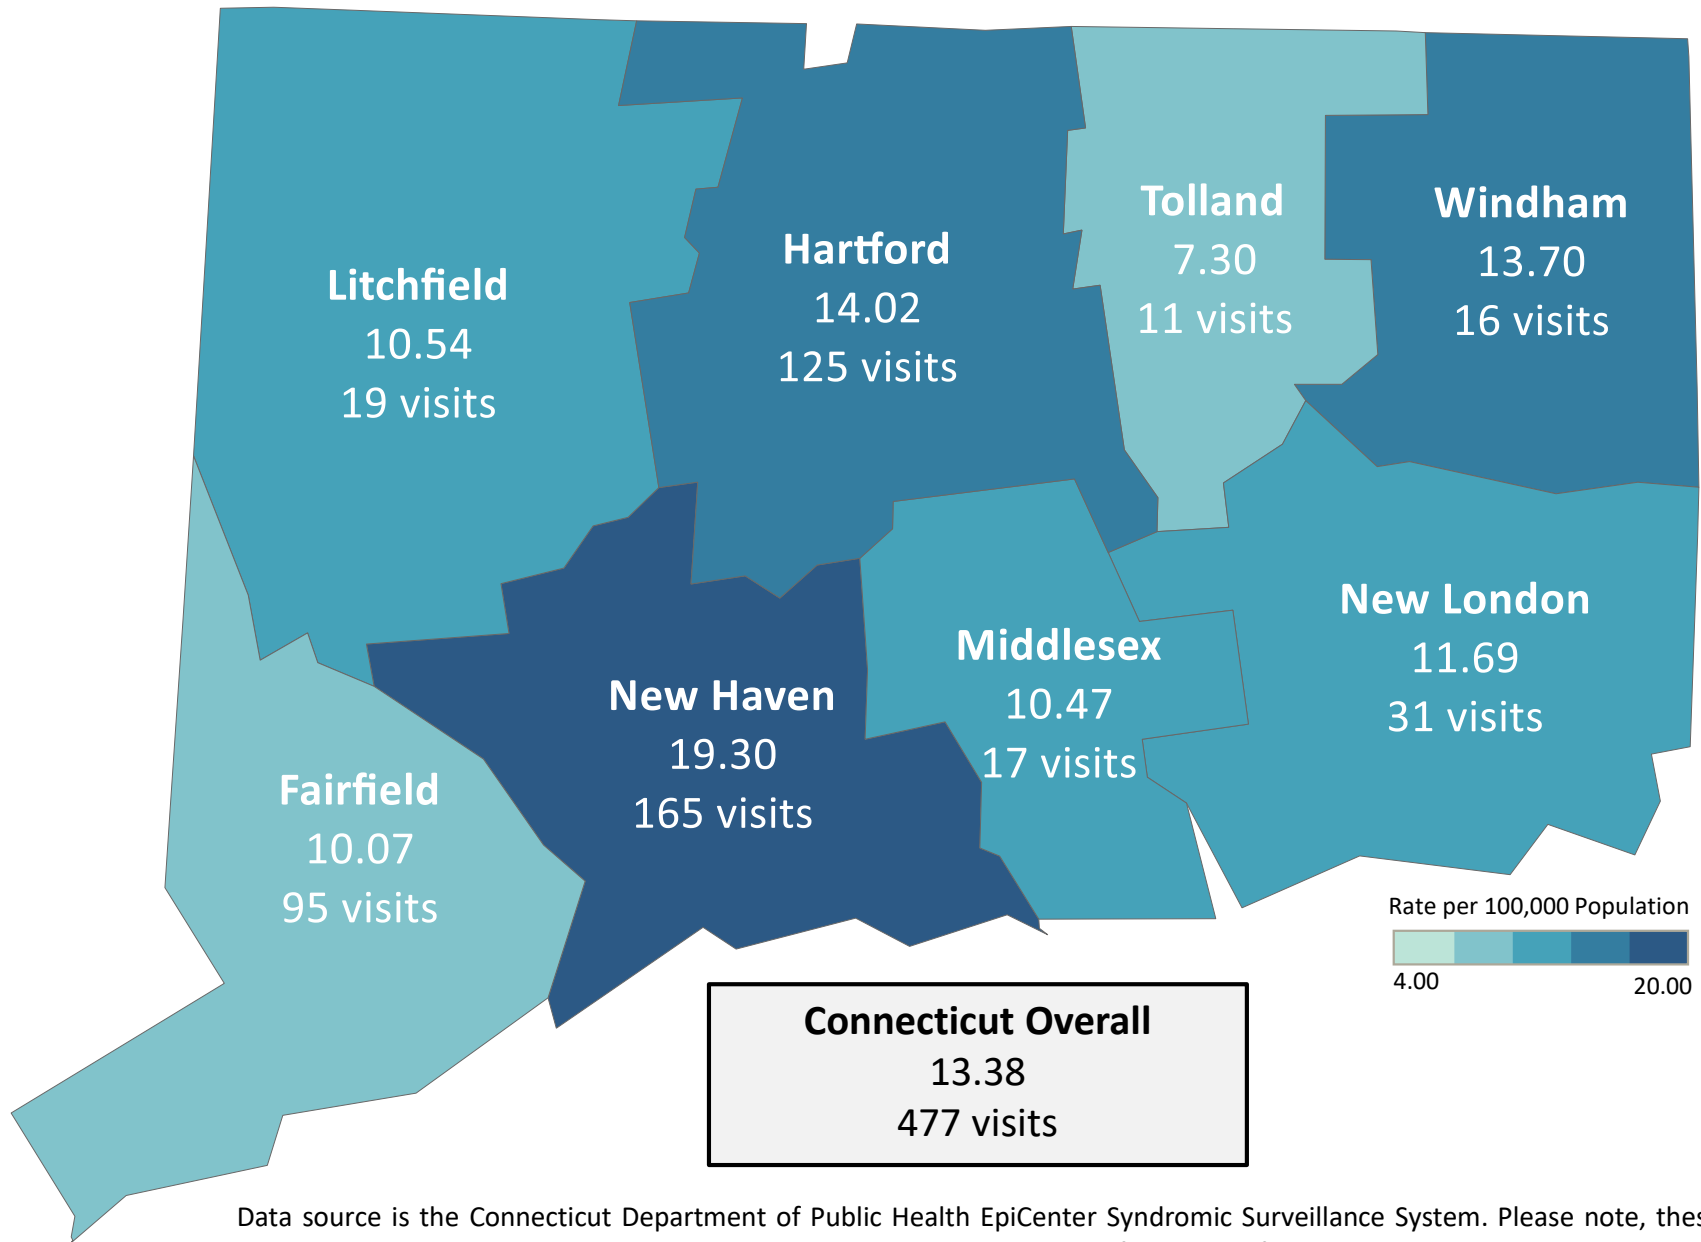 Litchfield
10.54
19 visits
Hartford
14.02
125 visits
Tolland
7.30
11 visits
Windham
13.70
16 visits
Fairfield
10.07
95 visits
New Haven
19.30
165 visits
Middlesex
10.47
17 visits
New London
11.69
31 visits
Rate per 100,000 Population
4.00
20.00
Connecticut Overall
13.38
477 visits
Data source is the Connecticut Department of Public Health EpiCenter Syndromic Surveillance System. Please note,